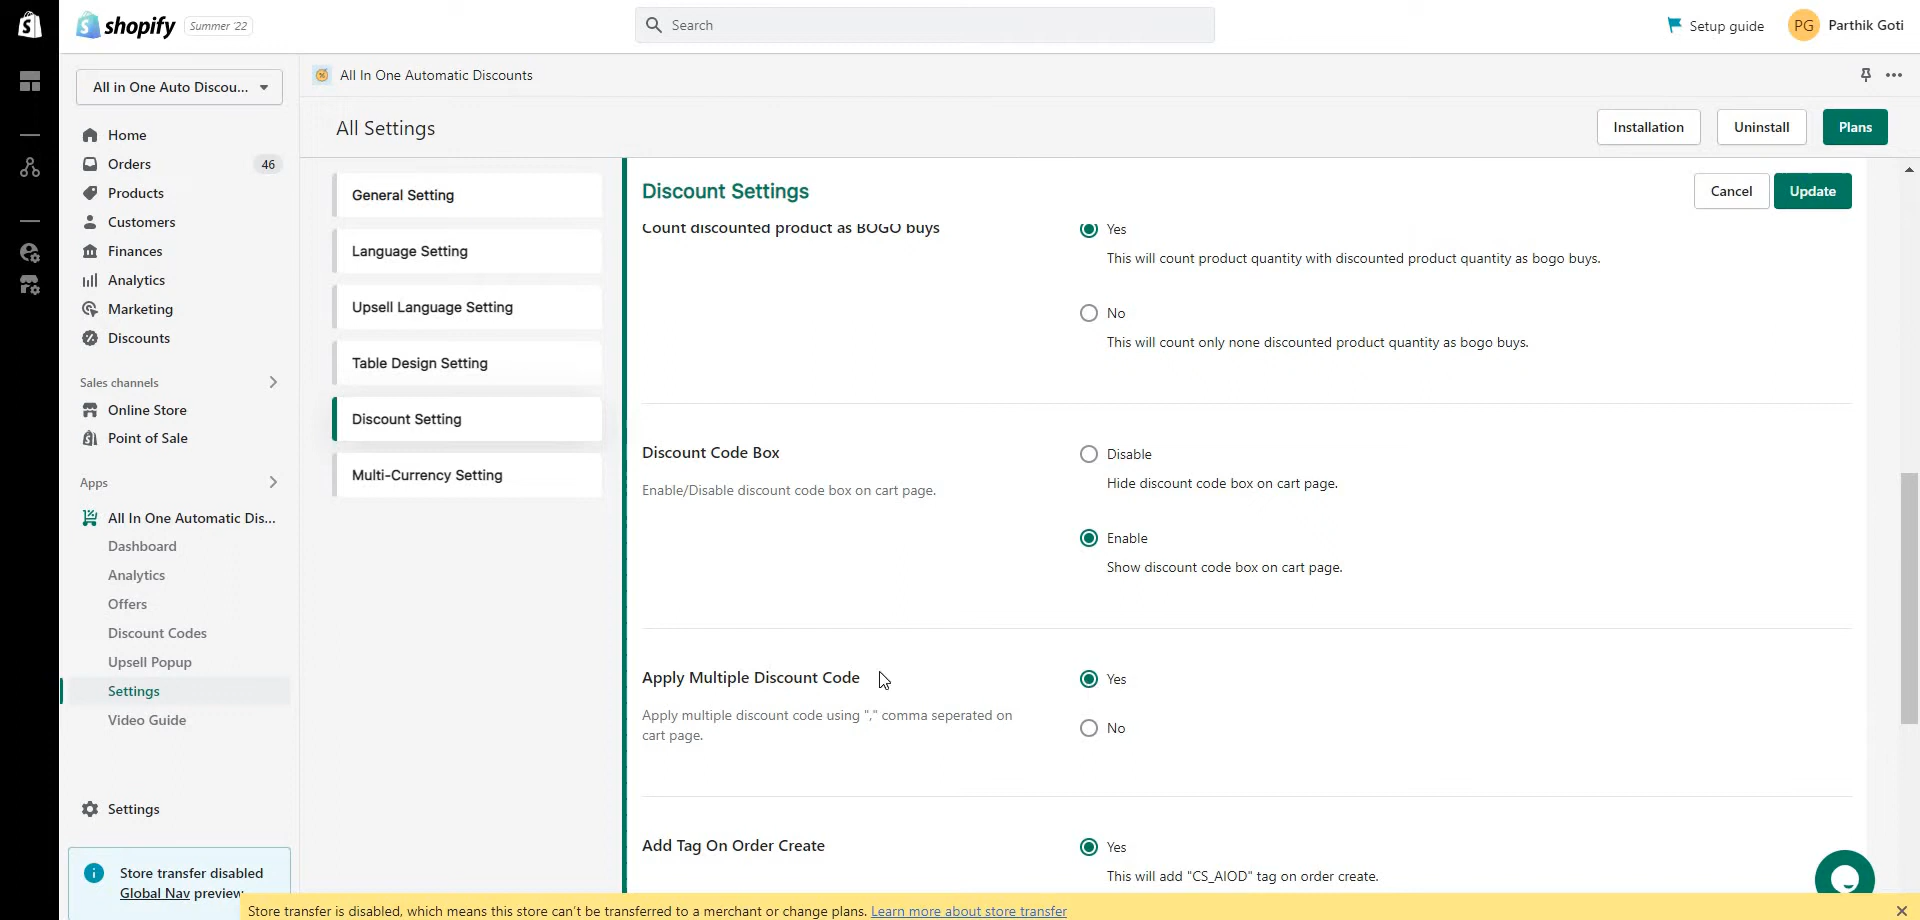 shopify
Summer '22
Search
Setup guide
PG
Parthik Goti
All in One Auto Discou...
All In One Automatic Discounts
All Settings
Installation
Uninstall
Plans
Home
Orders
46
Products
Customers
Finances
Analytics
Marketing
Discounts
Sales channels
Online Store
Point of Sale
Apps
All In One Automatic Dis...
Dashboard
Analytics
Offers
Discount Codes
Upsell Popup
Settings
Video Guide
Settings
Store transfer disabled
Global Nav preview
General Setting
Language Setting
Upsell Language Setting
Table Design Setting
Discount Setting
Multi-Currency Setting
Discount Settings
Cancel
Update
Count discounted product as BOGO buys
Yes
This will count product quantity with discounted product quantity as bogo buys.
No
This will count only none discounted product quantity as bogo buys.
Discount Code Box
Enable/Disable discount code box on cart page.
Disable
Hide discount code box on cart page.
Enable
Show discount code box on cart page.
Apply Multiple Discount Code
Apply multiple discount code using "," comma seperated on
cart page.
Yes
No
Add Tag On Order Create
Yes
This will add "CS_AIOD" tag on order create.
Store transfer is disabled, which means this store can't be transferred to a merchant or change plans. Learn more about store transfer